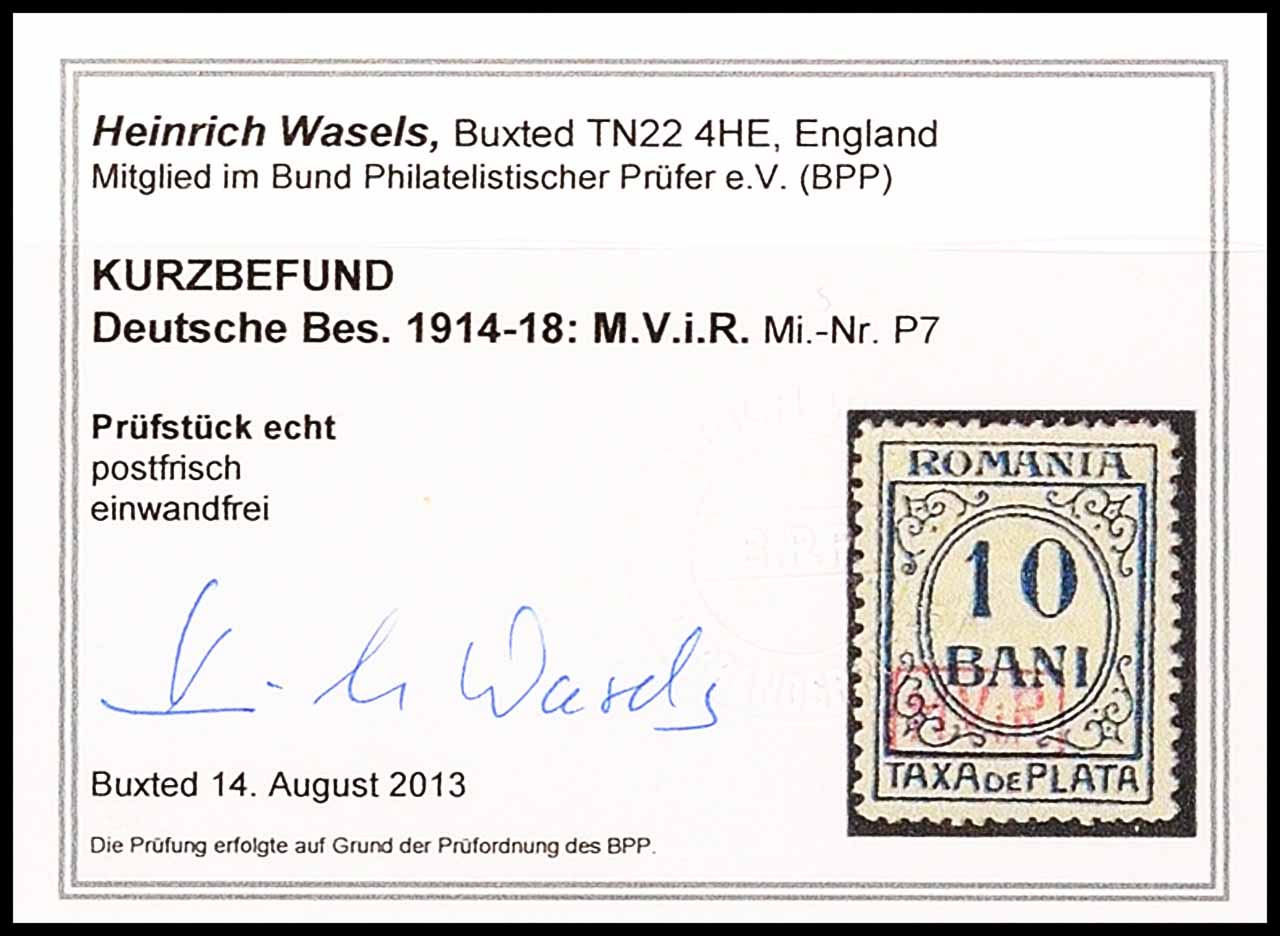 Heinrich Wasels, Buxted TN22 4HE, England
Mitglied im Bund Philatelistischer Prüfer e.V. (BPP)
KURZBEFUND
Deutsche Bes. 1914-18: M.V.i.R. Mi.-Nr. P7
Prüfstück echt
postfrisch
einwandfrei
ROMANIA
10
BANI
M.V.i.R.
TAXA DE PLATA
H. Wasels
Buxted 14. August 2013
Die Prüfung erfolgte auf Grund der Prüfordnung des BPP.